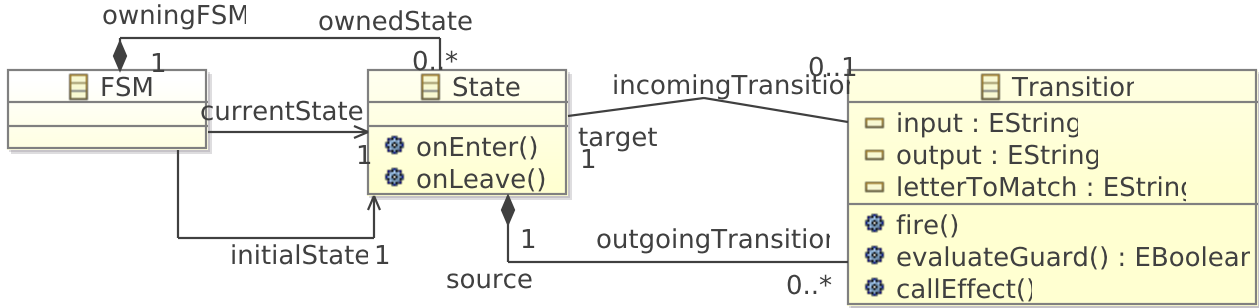 owningFSM
ownedState
1
0..*
FSM
State
currentState
1
onEnter()
onLeave()
initialState 1
incomingTransition
0..1
target
1
Transition
input : EString
output : EString
letterToMatch : EString
fire()
evaluateGuard() : EBoolean
callEffect()
1
outgoingTransition
source
0..*